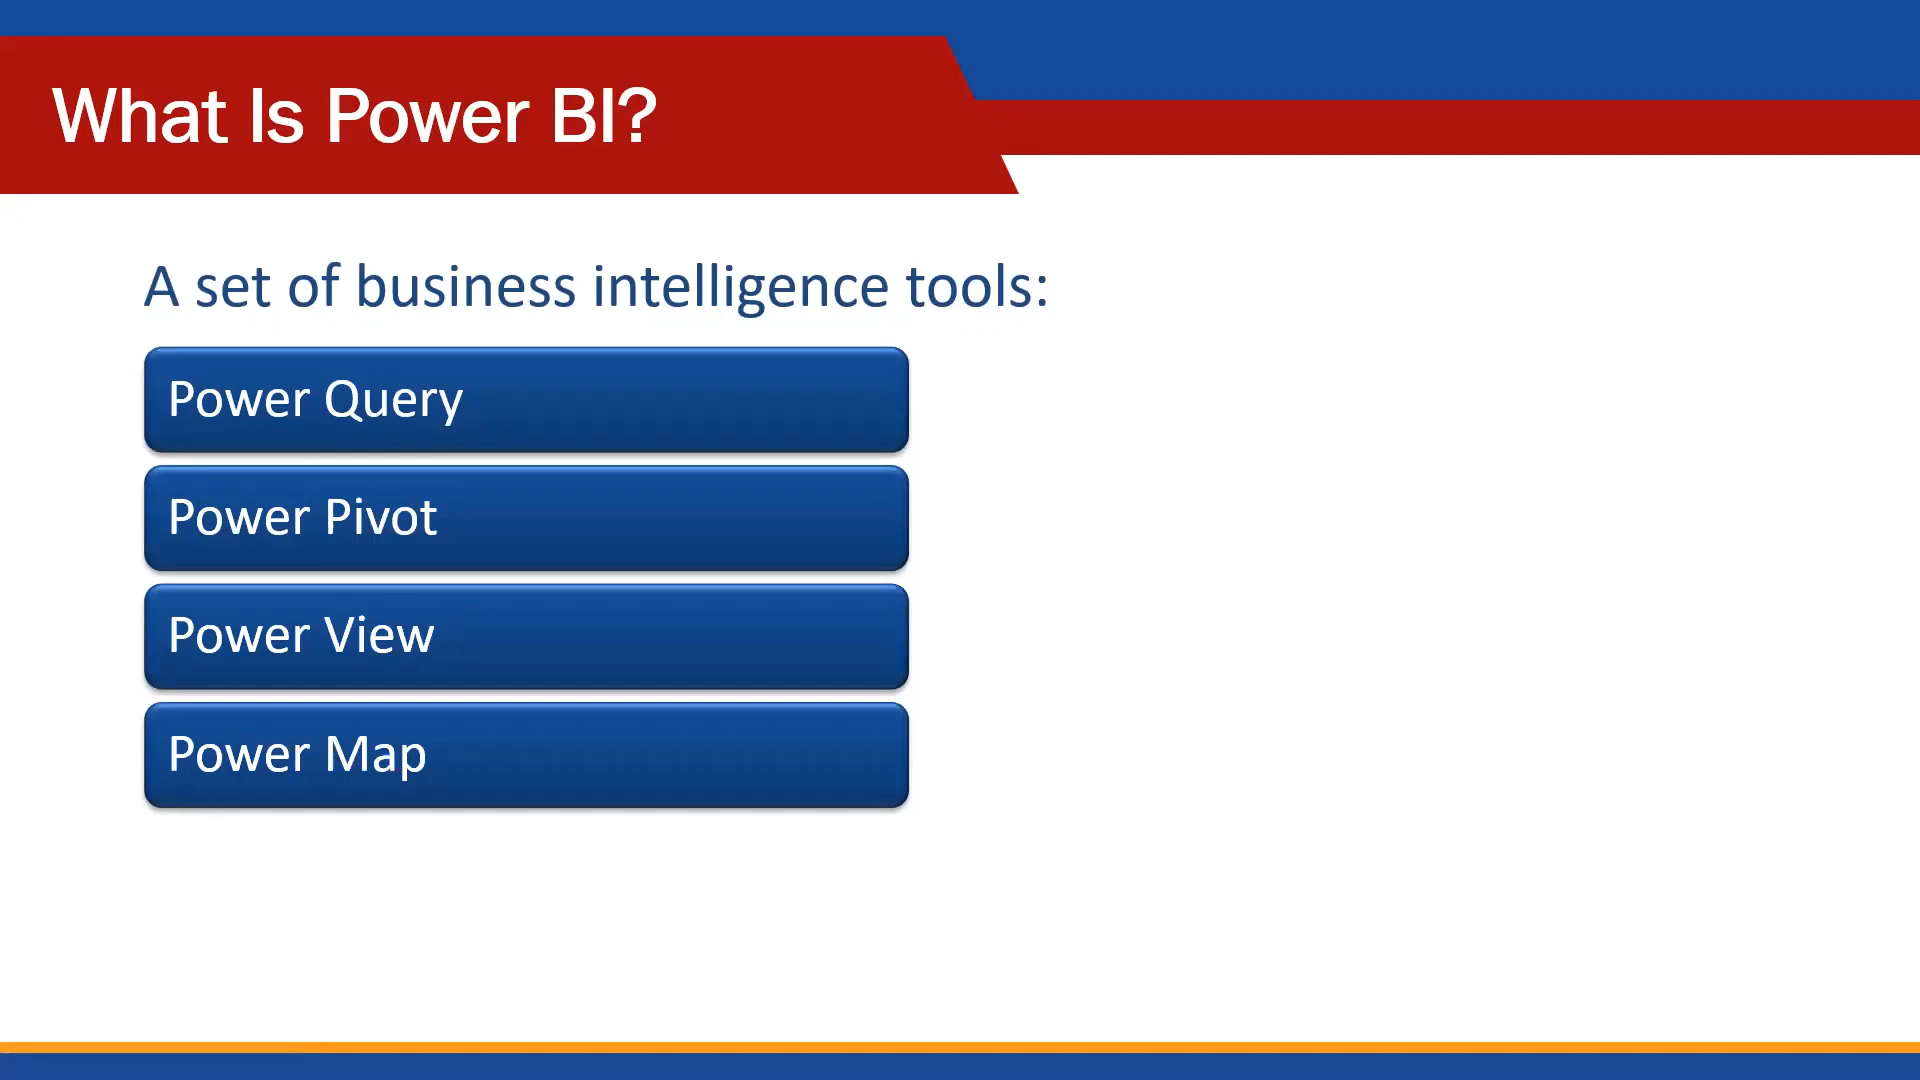 What Is Power BI?
A set of business intelligence tools:
Power Query
Power Pivot
Power View
Power Map